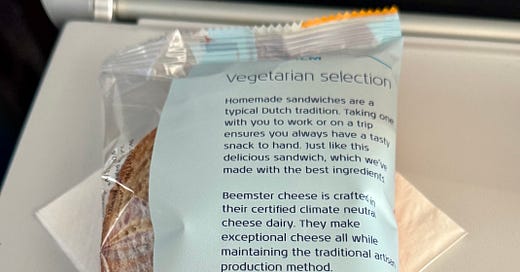 Vegetarian selection
Homemade sandwiches are a
typical Dutch tradition. Taking one
with you to work or on a trip
ensures you always have a tasty
snack to hand. Just like this
delicious sandwich, which we've
made with the best ingredients
Beemster cheese is crafted in
their certified climate neutral
cheese dairy. They make
exceptional cheese all while
maintaining the traditional artisan
production method.